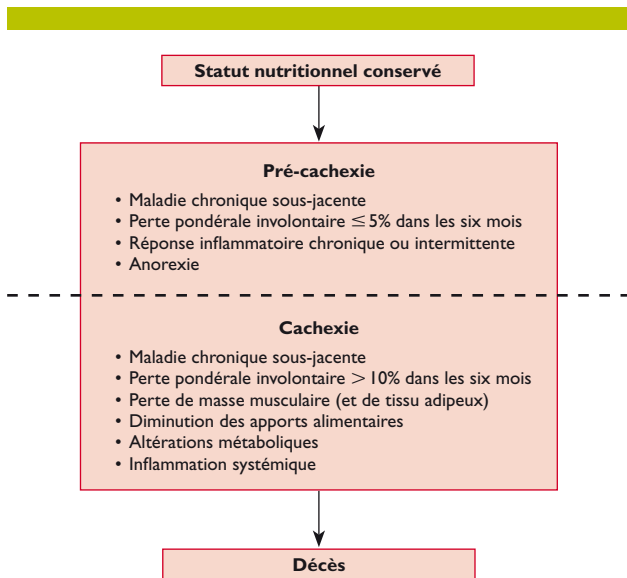 Statut nutritionnel conservé
Pré-cachexie
• Maladie chronique sous-jacente
• Perte pondérale involontaire ≤ 5% dans les six mois
• Réponse inflammatoire chronique ou intermittente
• Anorexie
Cachexie
• Maladie chronique sous-jacente
• Perte pondérale involontaire > 10% dans les six mois
• Perte de masse musculaire (et de tissu adipeux)
• Diminution des apports alimentaires
• Altérations métaboliques
• Inflammation systémique
Décès